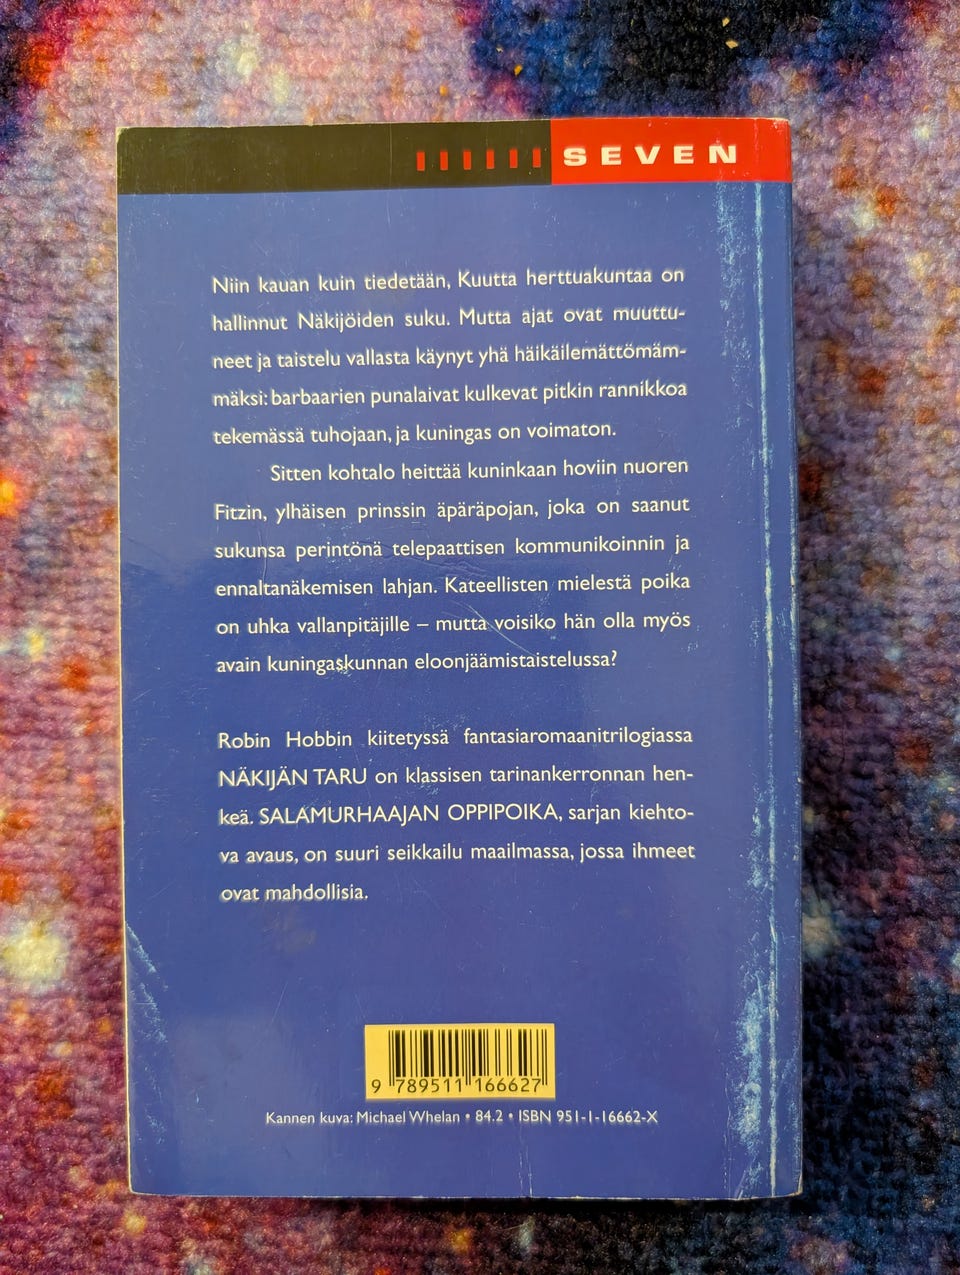 SEVEN
Niin kauan kuin tiedetään, Kuutta herttuakuntaa on
hallinnut Näkijöiden suku. Mutta ajat ovat muuttu-
neet ja taistelu vallasta käynyt yhä häikäilemättömäm-
mäksi: barbaarien punalaivat kulkevat pitkin rannikkoa
tekemässä tuhojaan, ja kuningas on voimaton.
Sitten kohtalo heittää kuninkaan hoviin nuoren
Fitzin, ylhäisen prinssin äpäräpojan, joka on saanut
sukunsa perintönä telepaattisen kommunikoinnin ja
ennaltanäkemisen lahjan. Kateellisten mielestä poika
on uhka vallanpitäjille – mutta voisiko hän olla myös
avain kuningaskunnan eloonjäämistaistelussa?
Robin Hobbin kiitetyssä fantasiaromaanitrilogiassa
NÄKIJÄN TARU on klassisen tarinankerronnan hen-
keä. SALAMURHAAJAN OPPIPOIKA, sarjan kiehto-
va avaus, on suuri seikkailu maailmassa, jossa ihmeet
ovat mahdollisia.
9 789511 166627
Kannen kuva: Michael Whelan • 84.2 • ISBN 951-1-16662-X